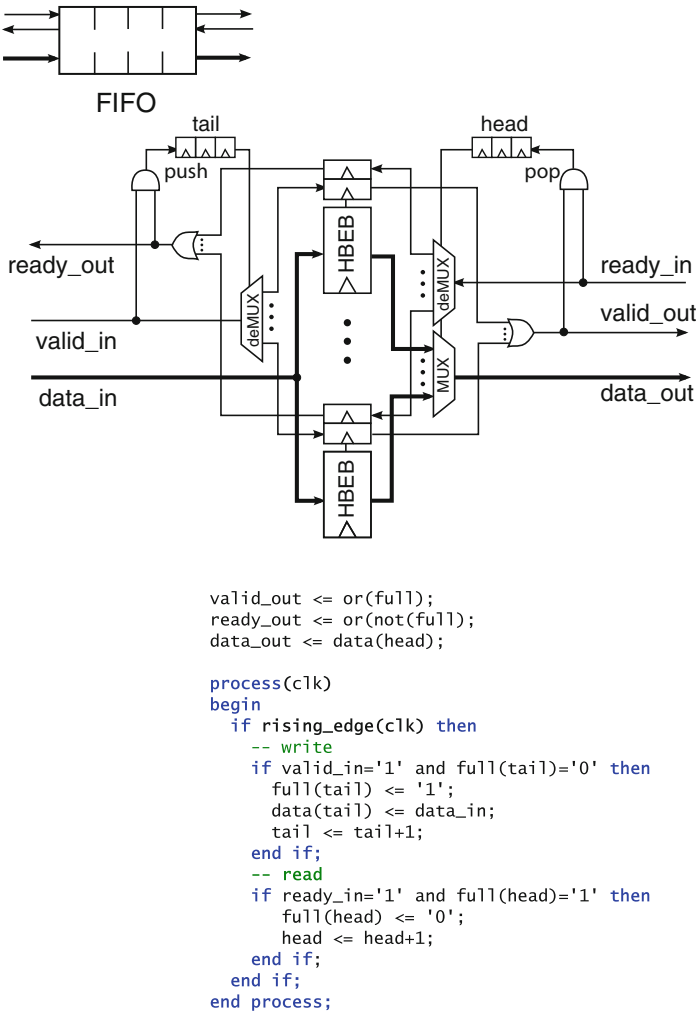 FIFO
tail
head
push
pop
HBEB
ready_out
ready_in
deMUX
deMUX
valid_in
valid_out
MUX
data_in
data_out
HBEB
valid_out <= or(full);
ready_out <= or(not(full);
data_out <= data(head);
process(clk)
begin
if rising_edge(clk) then
-- write
if valid_in='1' and full(tail)='0' then
full(tail) <= '1';
data(tail) <= data_in;
tail <= tail+1;
end if;
-- read
if ready_in='1' and full(head)='1' then
full(head) <= '0';
head <= head+1;
end if;
end if;
end process;